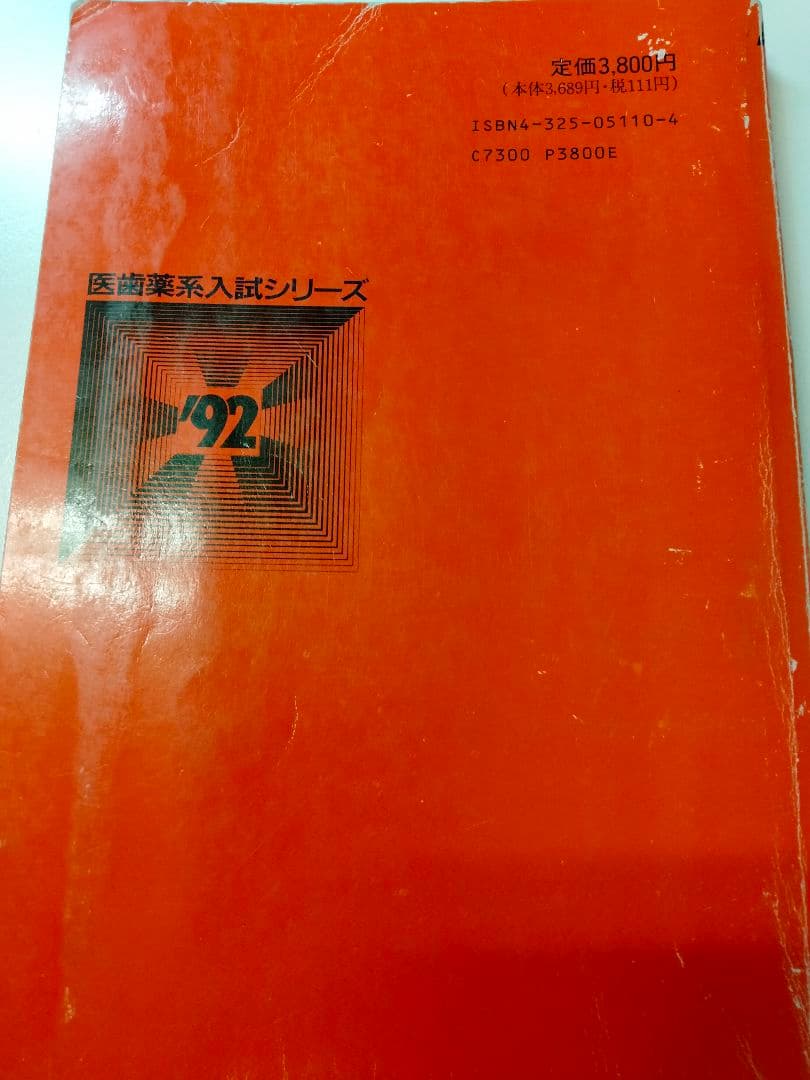 定価3,800円
(本体3,689円・税111円)
ISBN4-325-05110-4
C7300 P3800E
医歯薬系入試シリーズ
'92